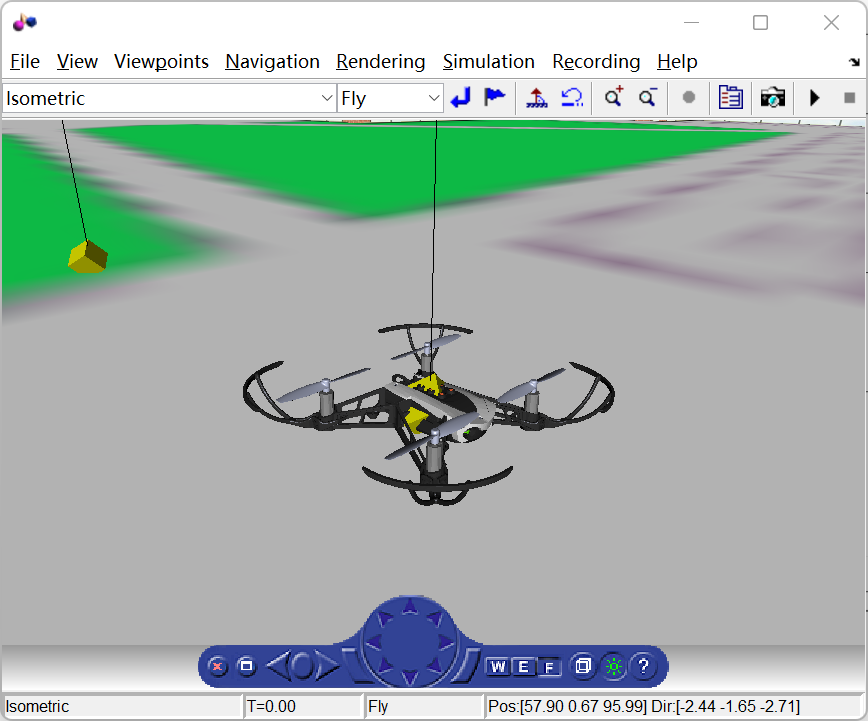 File View Viewpoints Navigation Rendering Simulation Recording Help
Isometric Fly
W E F ?
Isometric T=0.00 Fly Pos:[57.90 0.67 95.99] Dir:[-2.44 -1.65 -2.71]